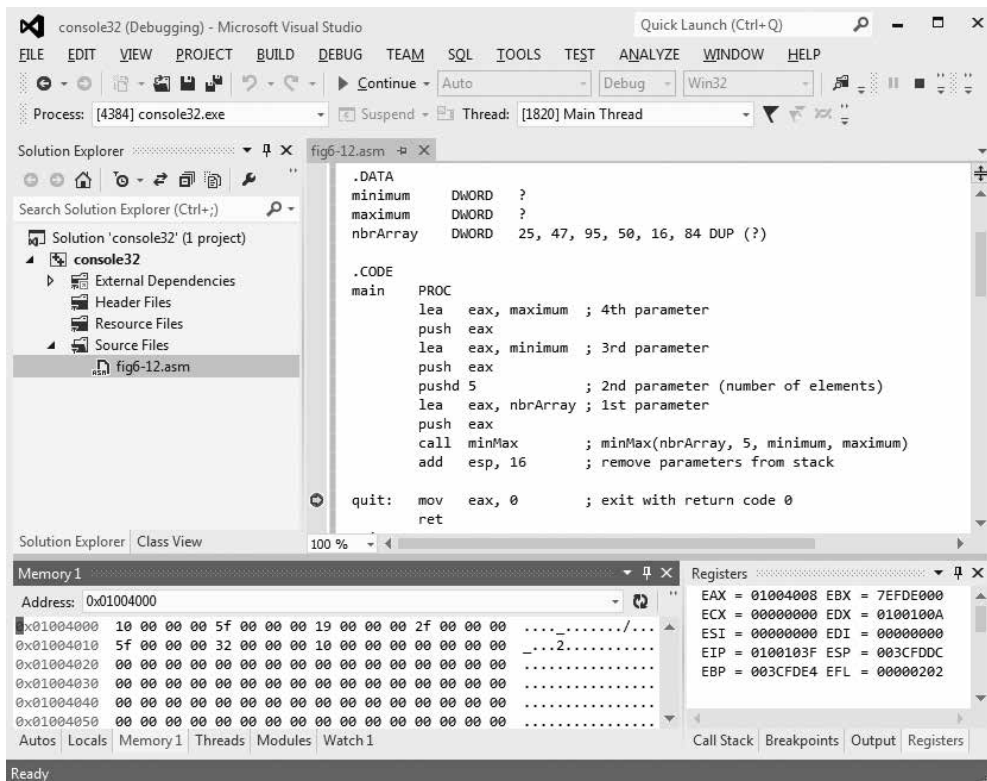 console32 (Debugging) - Microsoft Visual Studio
Quick Launch (Ctrl+Q)
FILE EDIT VIEW PROJECT BUILD DEBUG TEAM SQL TOOLS TEST ANALYZE WINDOW HELP
Continue Auto Debug Win32
Process: [4384] console32.exe Suspend Thread: [1820] Main Thread
Solution Explorer
Search Solution Explorer (Ctrl+;)
Solution 'console32' (1 project)
console32
External Dependencies
Header Files
Resource Files
Source Files
fig6-12.asm
Solution Explorer Class View
fig6-12.asm
.DATA
minimum DWORD ?
maximum DWORD ?
nbrArray DWORD 25, 47, 95, 50, 16, 84 DUP (?)
.CODE
main PROC
lea eax, maximum ; 4th parameter
push eax
lea eax, minimum ; 3rd parameter
push eax
pushd 5 ; 2nd parameter (number of elements)
lea eax, nbrArray ; 1st parameter
push eax
call minMax ; minMax(nbrArray, 5, minimum, maximum)
add esp, 16 ; remove parameters from stack
quit: mov eax, 0 ; exit with return code 0
ret
100 %
Memory 1
Address: 0x01004000
0x01004000 10 00 00 00 5f 00 00 00 19 00 00 00 2f 00 00 00 ...._......./...
0x01004010 5f 00 00 00 32 00 00 00 10 00 00 00 00 00 00 00 _...2...........
0x01004020 00 00 00 00 00 00 00 00 00 00 00 00 00 00 00 00 ................
0x01004030 00 00 00 00 00 00 00 00 00 00 00 00 00 00 00 00 ................
0x01004040 00 00 00 00 00 00 00 00 00 00 00 00 00 00 00 00 ................
0x01004050 00 00 00 00 00 00 00 00 00 00 00 00 00 00 00 00 ................
Autos Locals Memory 1 Threads Modules Watch 1
Registers
EAX = 01004008 EBX = 7EFDE000
ECX = 00000000 EDX = 0100100A
ESI = 00000000 EDI = 00000000
EIP = 0100103F ESP = 003CFDDC
EBP = 003CFDE4 EFL = 00000202
Call Stack Breakpoints Output Registers
Ready